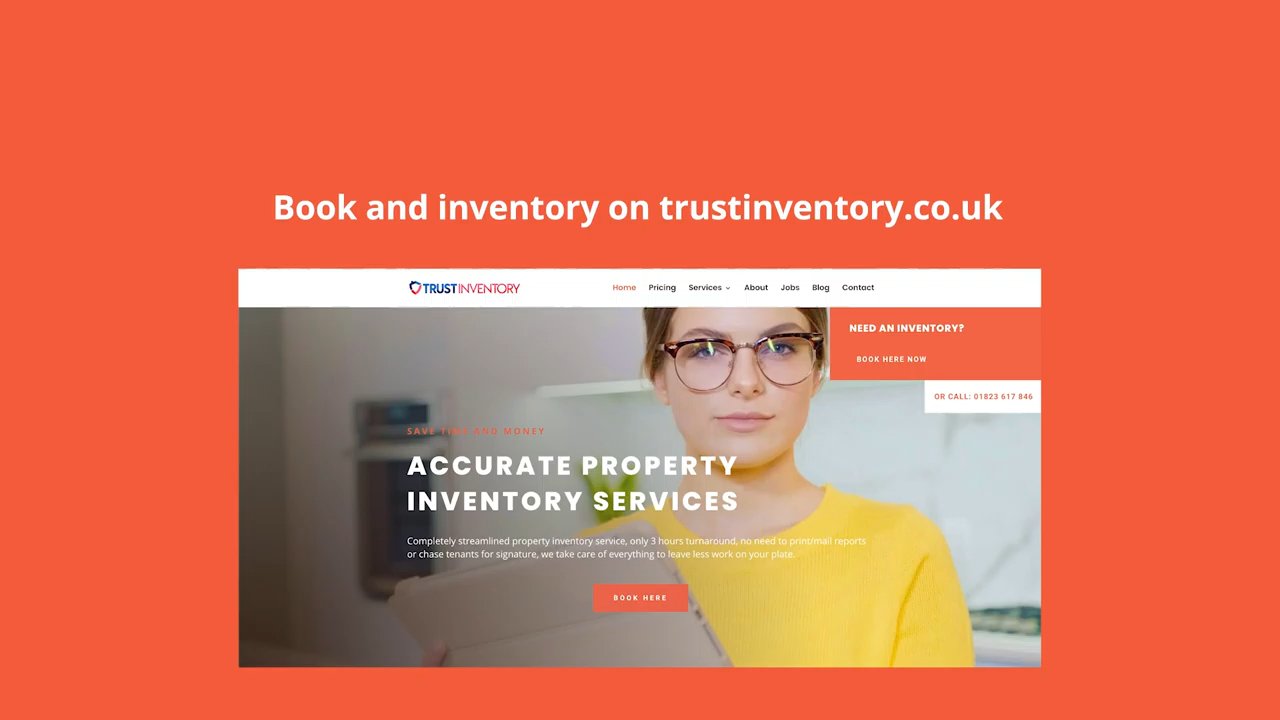 Book and inventory on trustinventory.co.uk
TRUSTINVENTORY
Home Pricing Services About Jobs Blog Contact
NEED AN INVENTORY?
BOOK HERE NOW
OR CALL: 01823 617 846
SAVE TIME AND MONEY
ACCURATE PROPERTY
INVENTORY SERVICES
Completely streamlined property inventory service, only 3 hours turnaround, no need to print/mail reports
or chase tenants for signature, we take care of everything to leave less work on your plate.
BOOK HERE